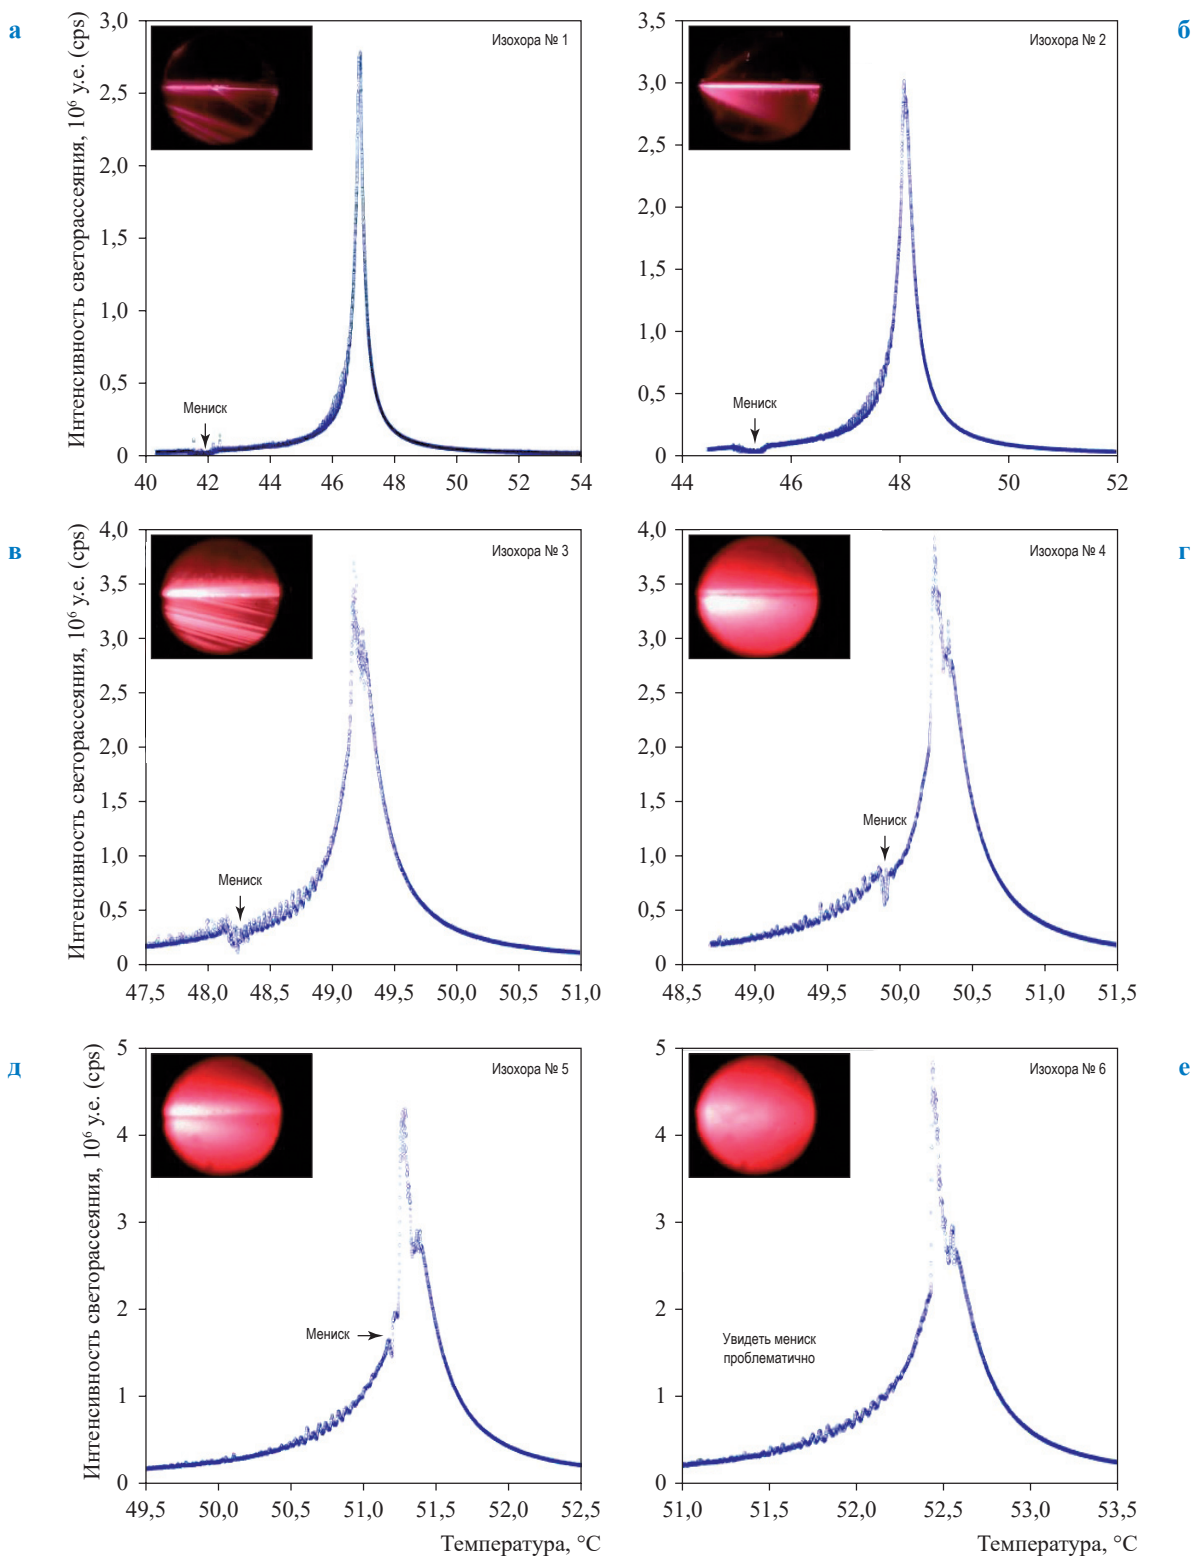 а
Интенсивность светорассеяния, 10⁶ у.е. (cps)
3,0
2,5
2,0
1,5
1,0
0,5
0
Изохора № 1
Мениск
40 42 44 46 48 50 52 54
б
3,5
3,0
2,5
2,0
1,5
1,0
0,5
0
Изохора № 2
Мениск
44 46 48 50 52
в
Интенсивность светорассеяния, 10⁶ у.е. (cps)
4,0
3,5
3,0
2,5
2,0
1,5
1,0
0,5
0
Изохора № 3
Мениск
47,5 48,0 48,5 49,0 49,5 50,0 50,5 51,0
г
4,0
3,5
3,0
2,5
2,0
1,5
1,0
0,5
0
Изохора № 4
Мениск
48,5 49,0 49,5 50,0 50,5 51,0 51,5
д
Интенсивность светорассеяния, 10⁶ у.е. (cps)
5
4
3
2
1
0
Изохора № 5
Мениск
49,5 50,0 50,5 51,0 51,5 52,0 52,5
Температура, °C
е
5
4
3
2
1
0
Изохора № 6
Увидеть мениск
проблематично
51,0 51,5 52,0 52,5 53,0 53,5
Температура, °C